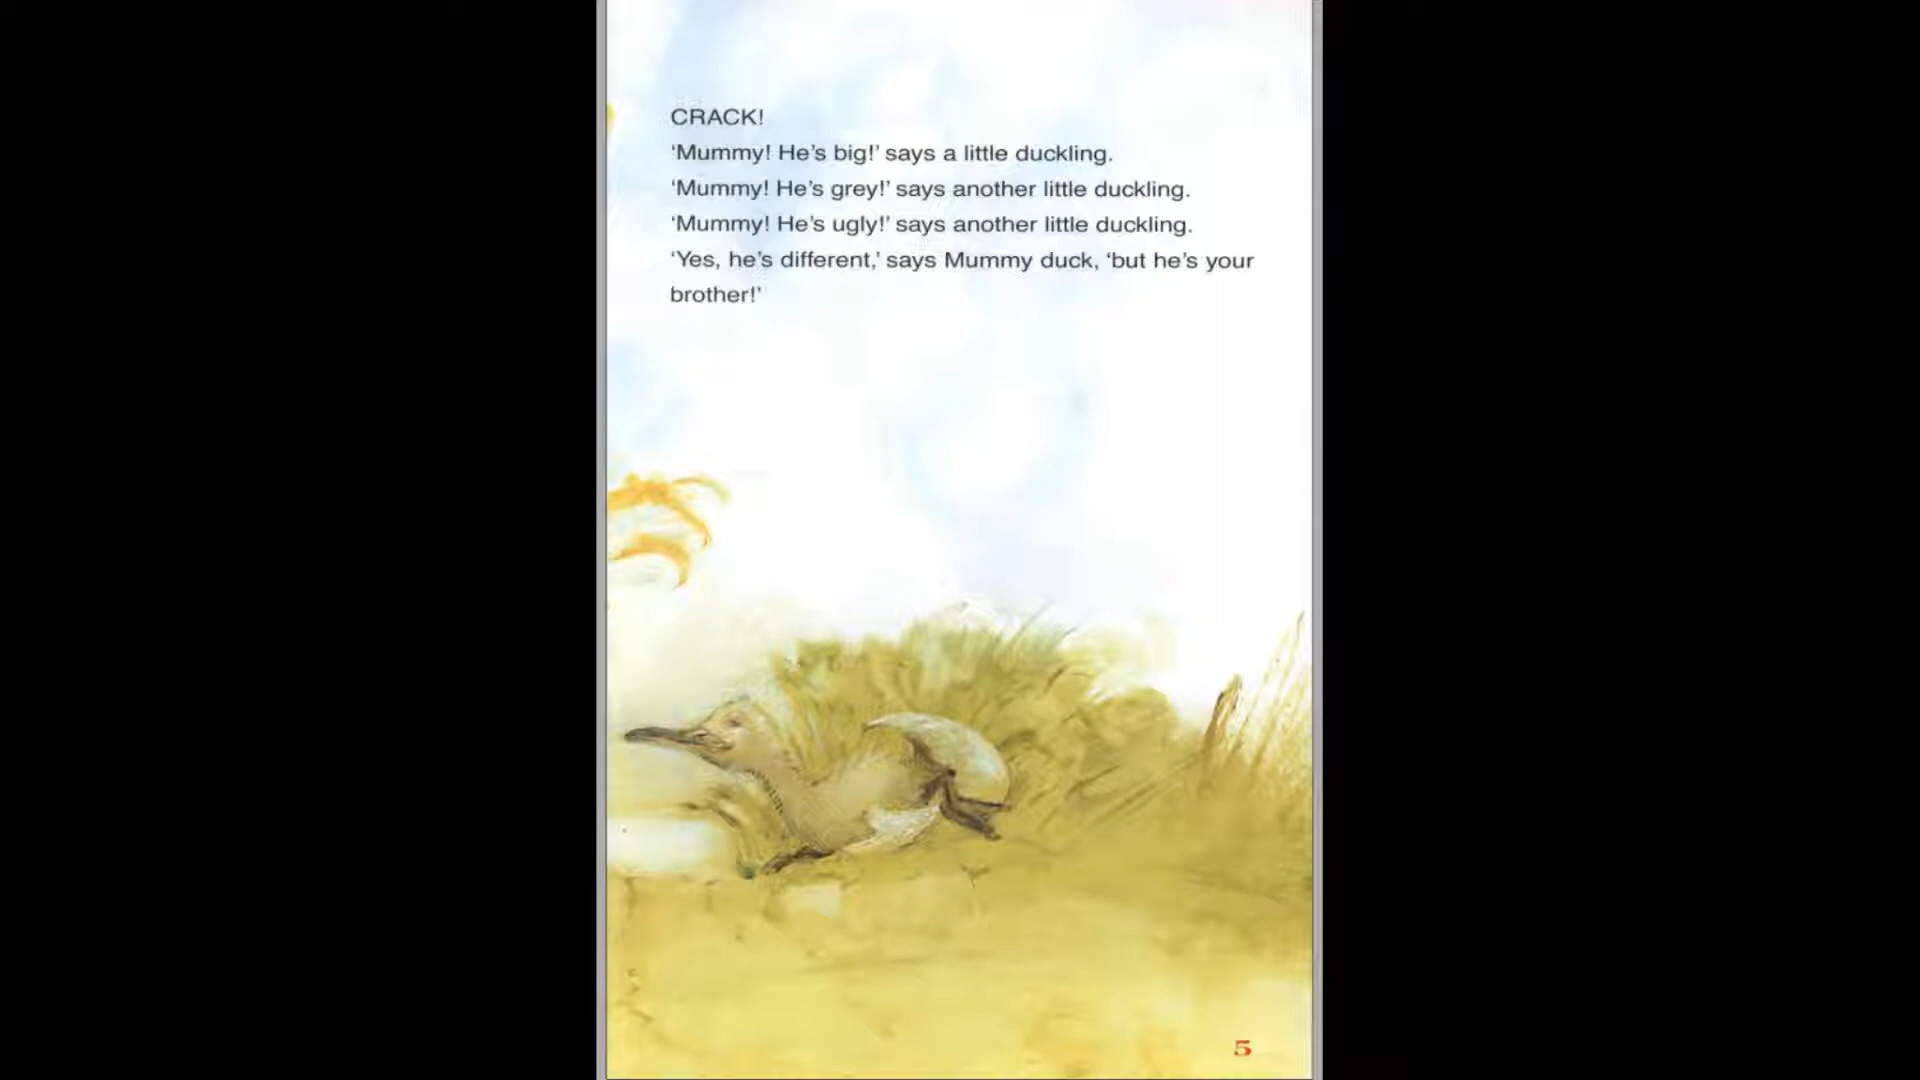 CRACK!
‘Mummy! He’s big!’ says a little duckling.
‘Mummy! He’s grey!’ says another little duckling.
‘Mummy! He’s ugly!’ says another little duckling.
‘Yes, he’s different,’ says Mummy duck, ‘but he’s your
brother!’
5